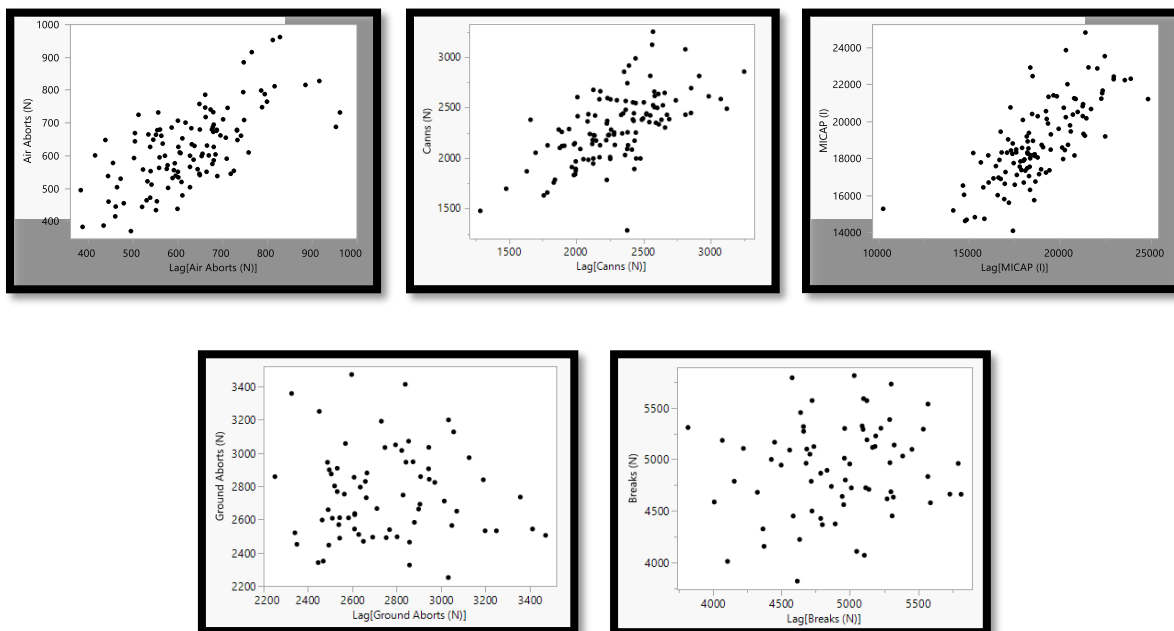 1000
900
800
700
600
500
400
Air Aborts (N)
400 500 600 700 800 900 1000
Lag[Air Aborts (N)]
3000
2500
2000
1500
Canns (N)
1500 2000 2500 3000
Lag[Canns (N)]
24000
22000
20000
18000
16000
14000
MICAP (I)
10000 15000 20000 25000
Lag[MICAP (I)]
3400
3200
3000
2800
2600
2400
2200
Ground Aborts (N)
2200 2400 2600 2800 3000 3200 3400
Lag[Ground Aborts (N)]
5500
5000
4500
4000
Breaks (N)
4000 4500 5000 5500
Lag[Breaks (N)]